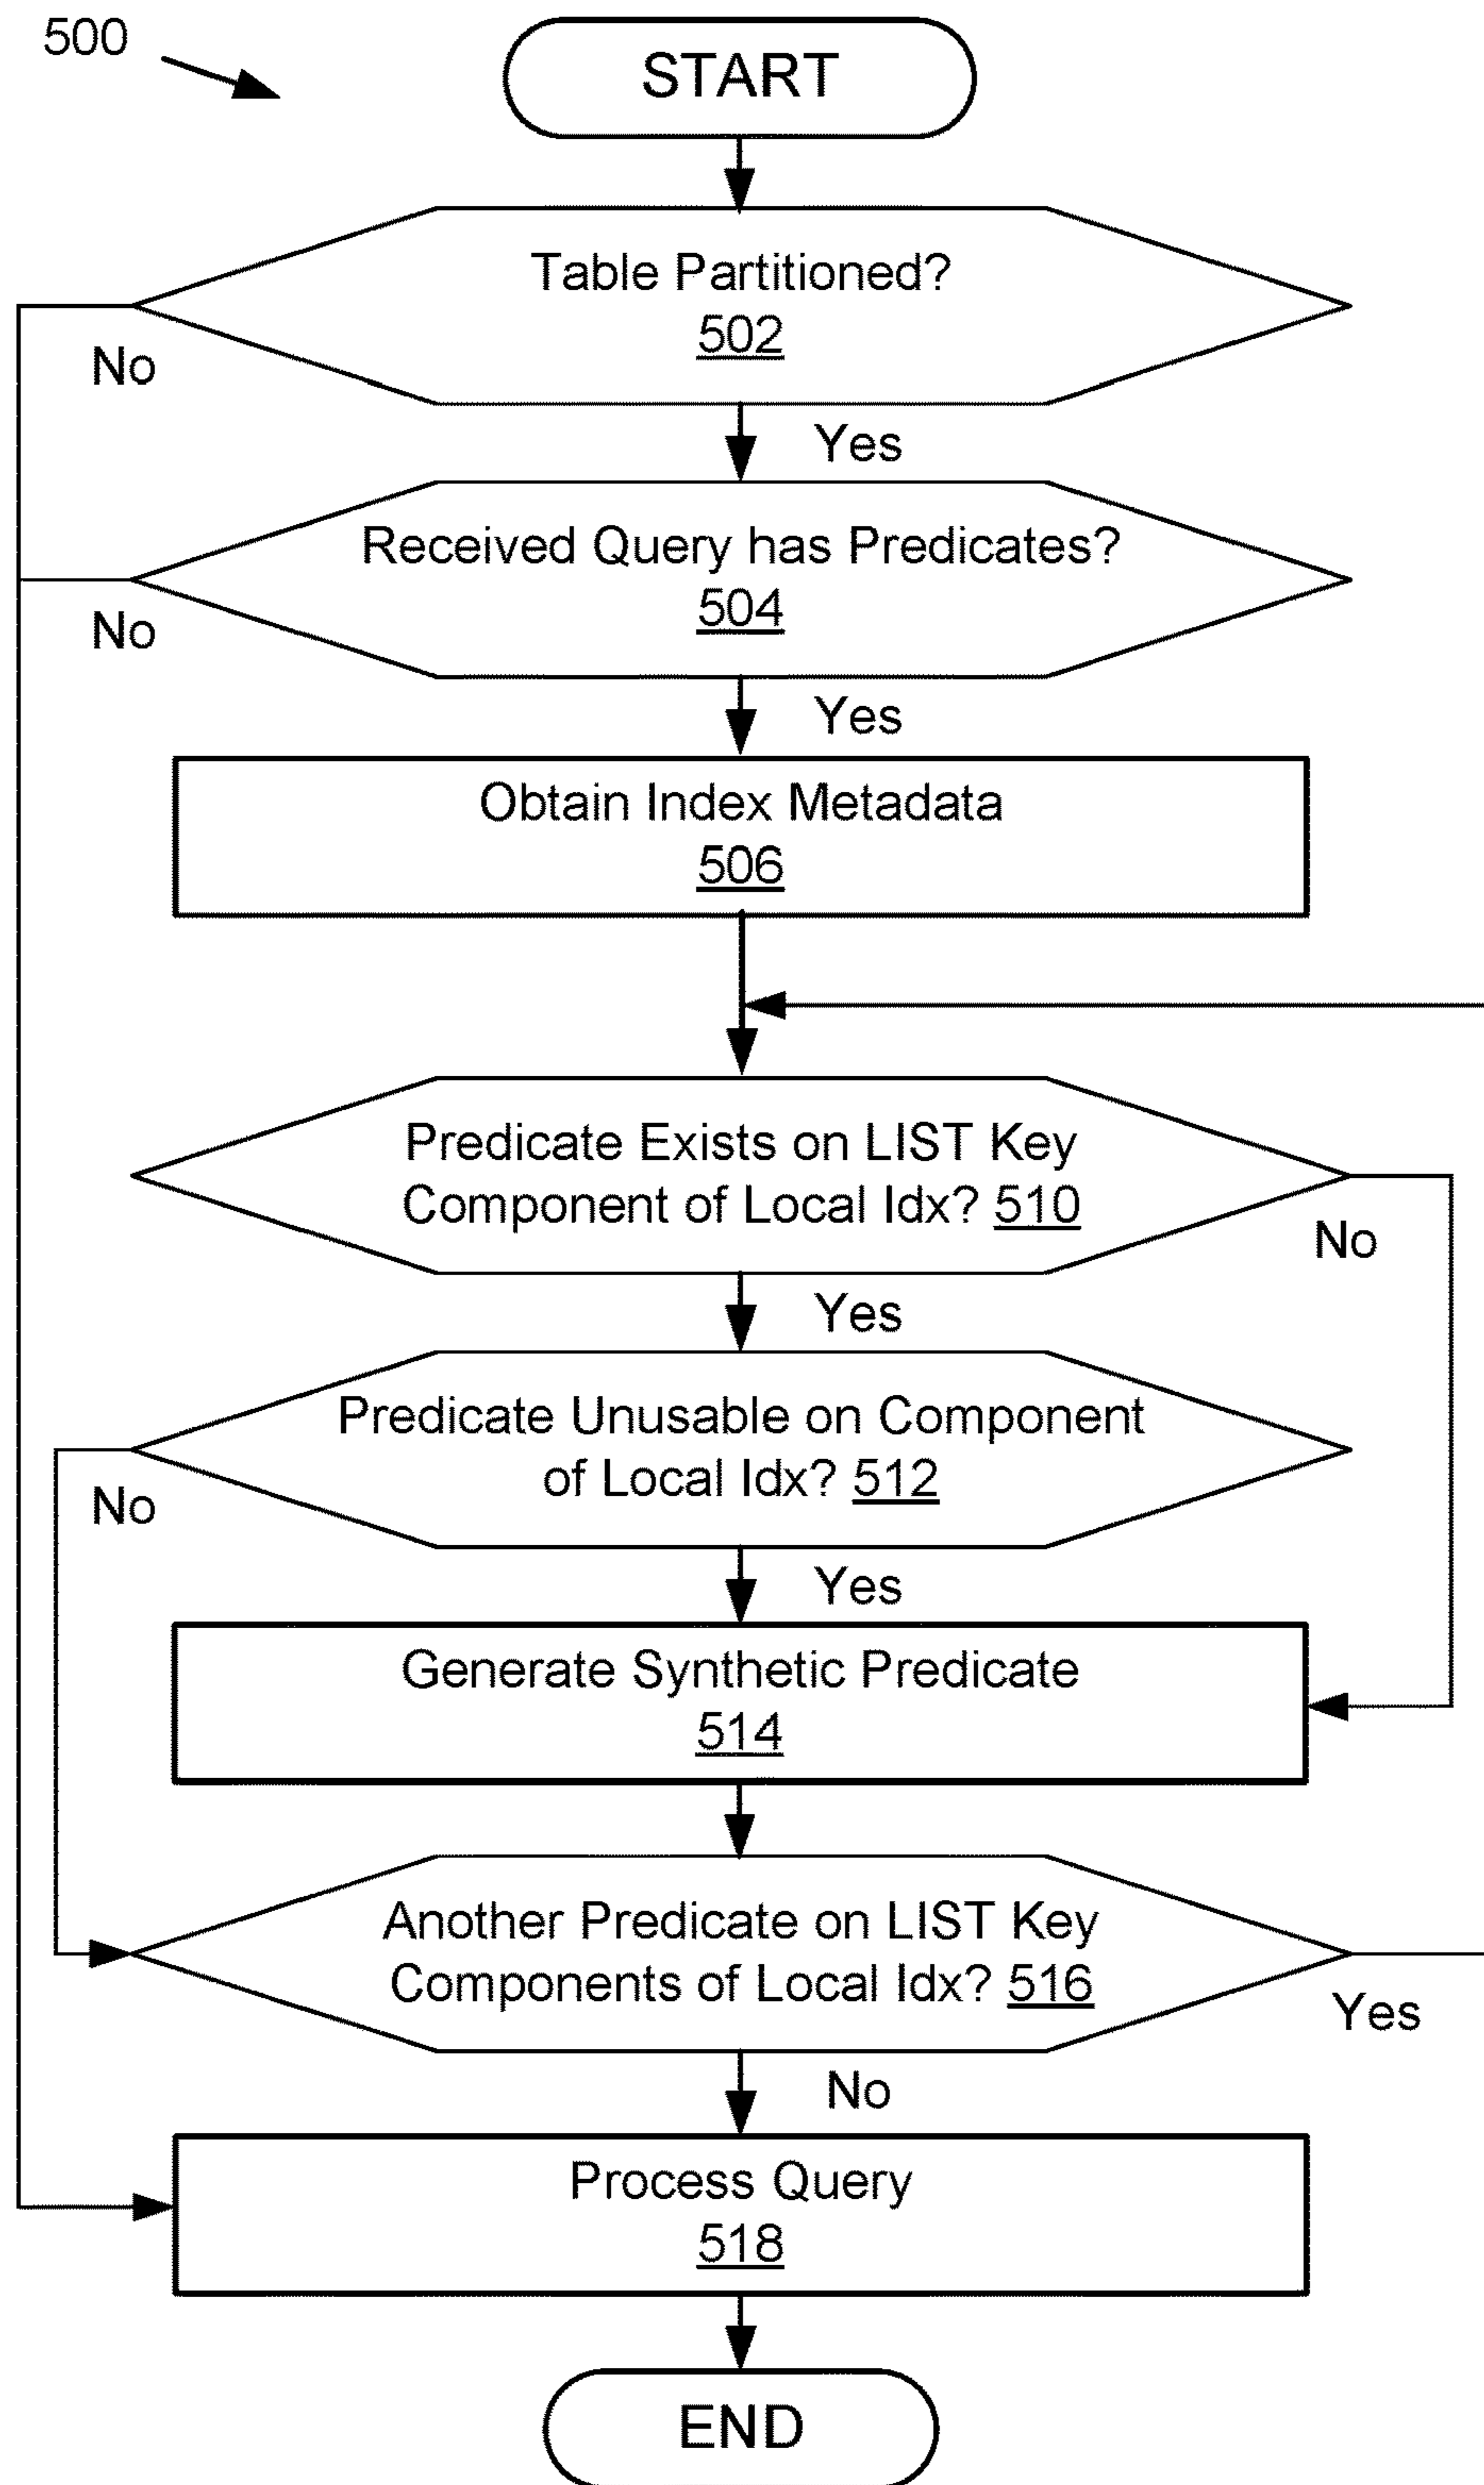 500
START
Table Partitioned?
502
No
Yes
Received Query has Predicates?
504
No
Yes
Obtain Index Metadata
506
Predicate Exists on LIST Key
Component of Local Idx? 510
No
Yes
Predicate Unusable on Component
of Local Idx? 512
No
Yes
Generate Synthetic Predicate
514
Another Predicate on LIST Key
Components of Local Idx? 516
Yes
No
Process Query
518
END